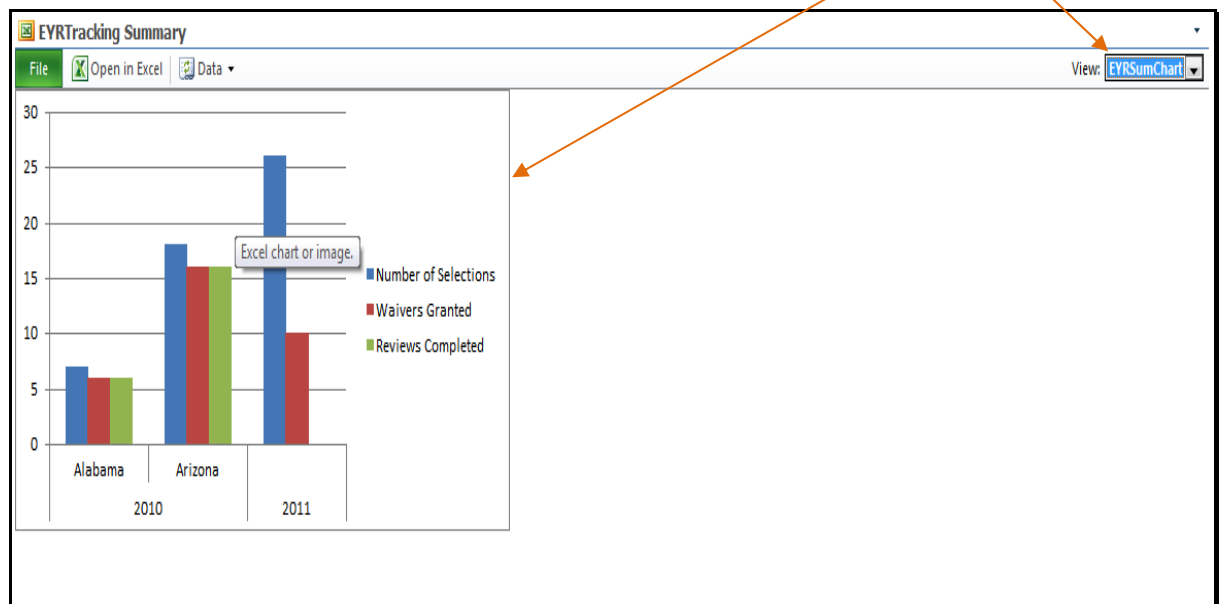 EYRTracking Summary
File Open in Excel Data View: EYRSumChart
30
25
20
15
10
5
0
Excel chart or image.
Number of Selections
Waivers Granted
Reviews Completed
Alabama Arizona
2010 2011